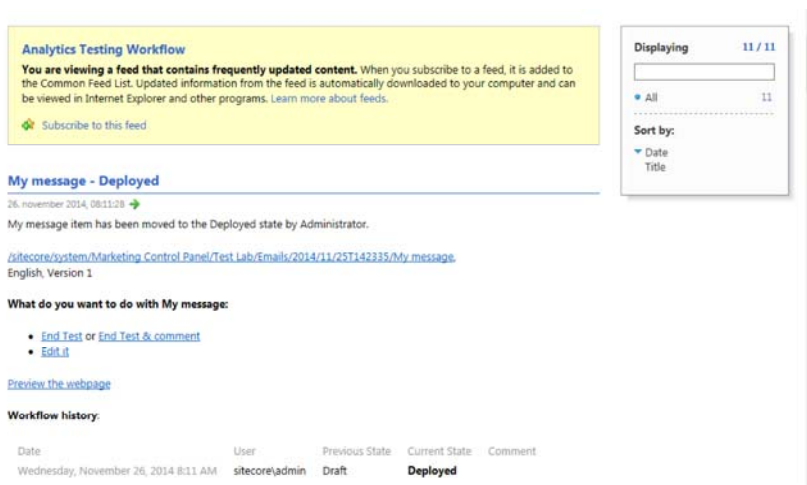 Analytics Testing Workflow
You are viewing a feed that contains frequently updated content. When you subscribe to a feed, it is added to
the Common Feed List. Updated information from the feed is automatically downloaded to your computer and can
be viewed in Internet Explorer and other programs. Learn more about feeds.
Subscribe to this feed
Displaying 11 / 11
All 11
Sort by:
Date
Title
My message - Deployed
26. november 2014, 08:11:28
My message item has been moved to the Deployed state by Administrator.
/sitecore/system/Marketing Control Panel/Test Lab/Emails/2014/11/25T142335/My message,
English, Version 1
What do you want to do with My message:
End Test or End Test & comment
Edit it
Preview the webpage
Workflow history:
Date User Previous State Current State Comment
Wednesday, November 26, 2014 8:11 AM sitecore\admin Draft Deployed